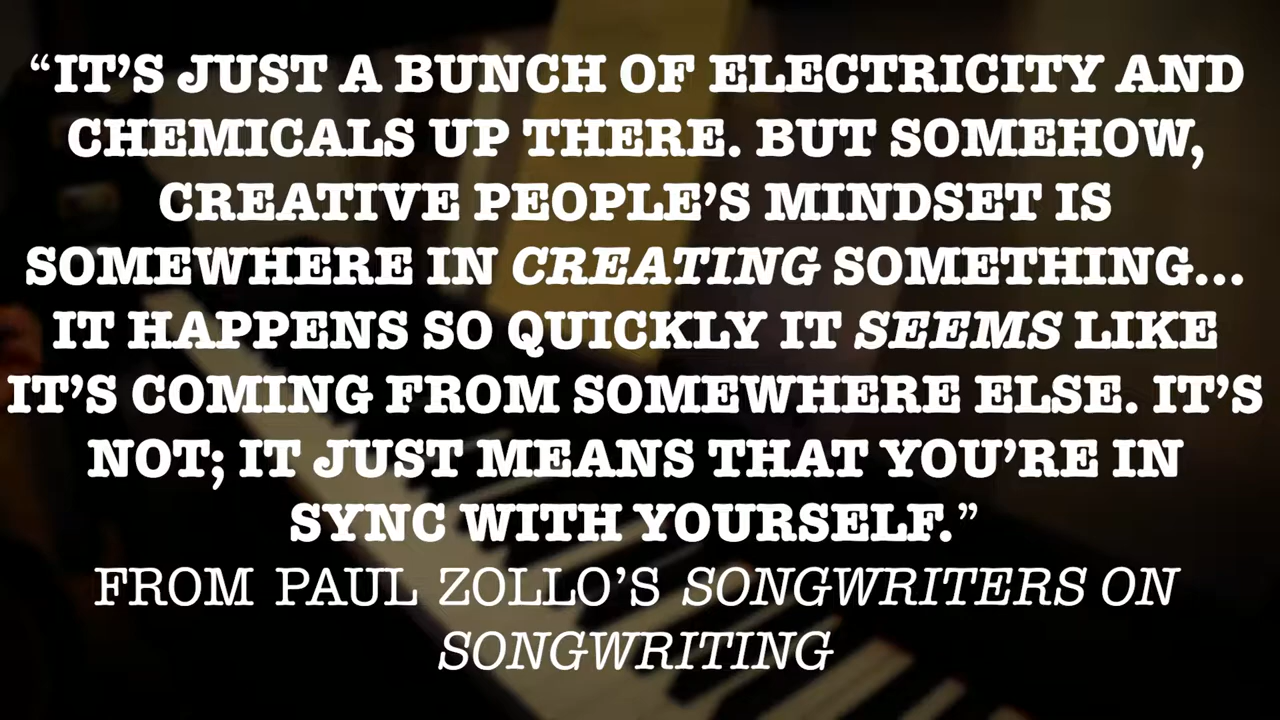 “IT’S JUST A BUNCH OF ELECTRICITY AND
CHEMICALS UP THERE. BUT SOMEHOW,
CREATIVE PEOPLE’S MINDSET IS
SOMEWHERE IN CREATING SOMETHING...
IT HAPPENS SO QUICKLY IT SEEMS LIKE
IT’S COMING FROM SOMEWHERE ELSE. IT’S
NOT; IT JUST MEANS THAT YOU’RE IN
SYNC WITH YOURSELF.”
FROM PAUL ZOLLO’S SONGWRITERS ON
SONGWRITING